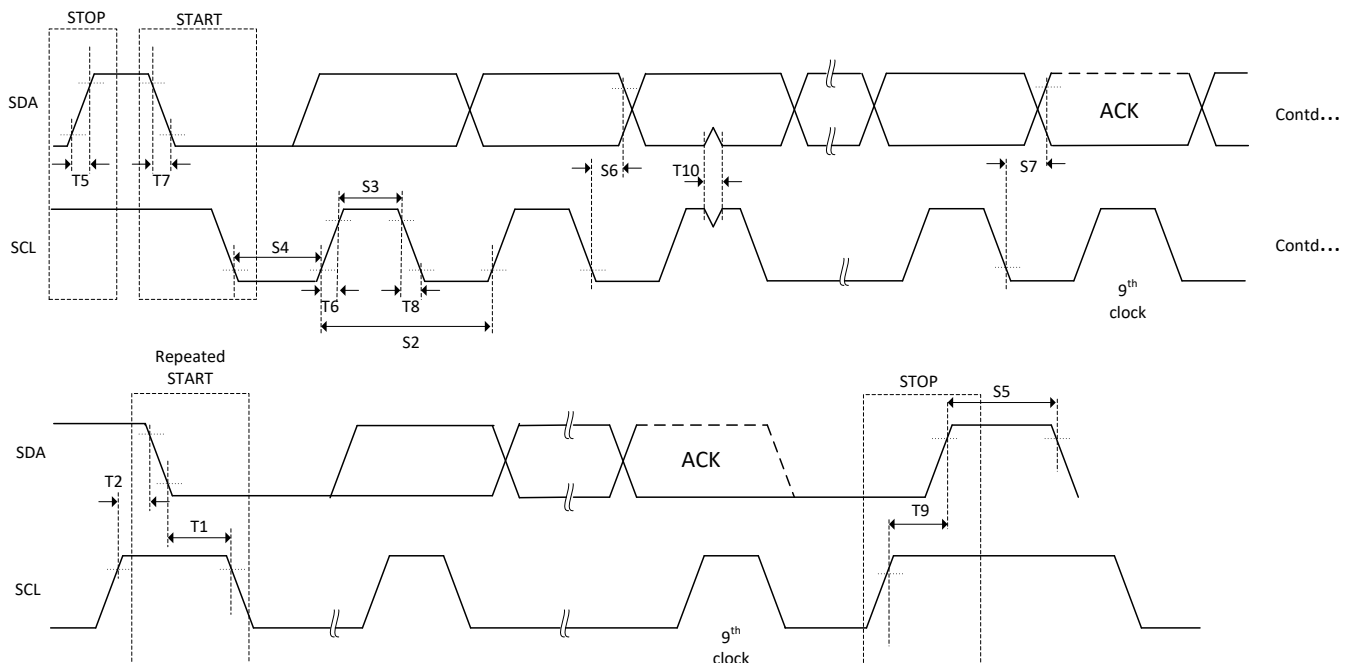 STOP
START
SDA
ACK
Contd...
T5
T7
S6
T10
S7
S3
SCL
S4
Contd...
T6
T8
9th
clock
S2
Repeated
START
STOP
S5
SDA
ACK
T2
T9
T1
SCL
9th
clock